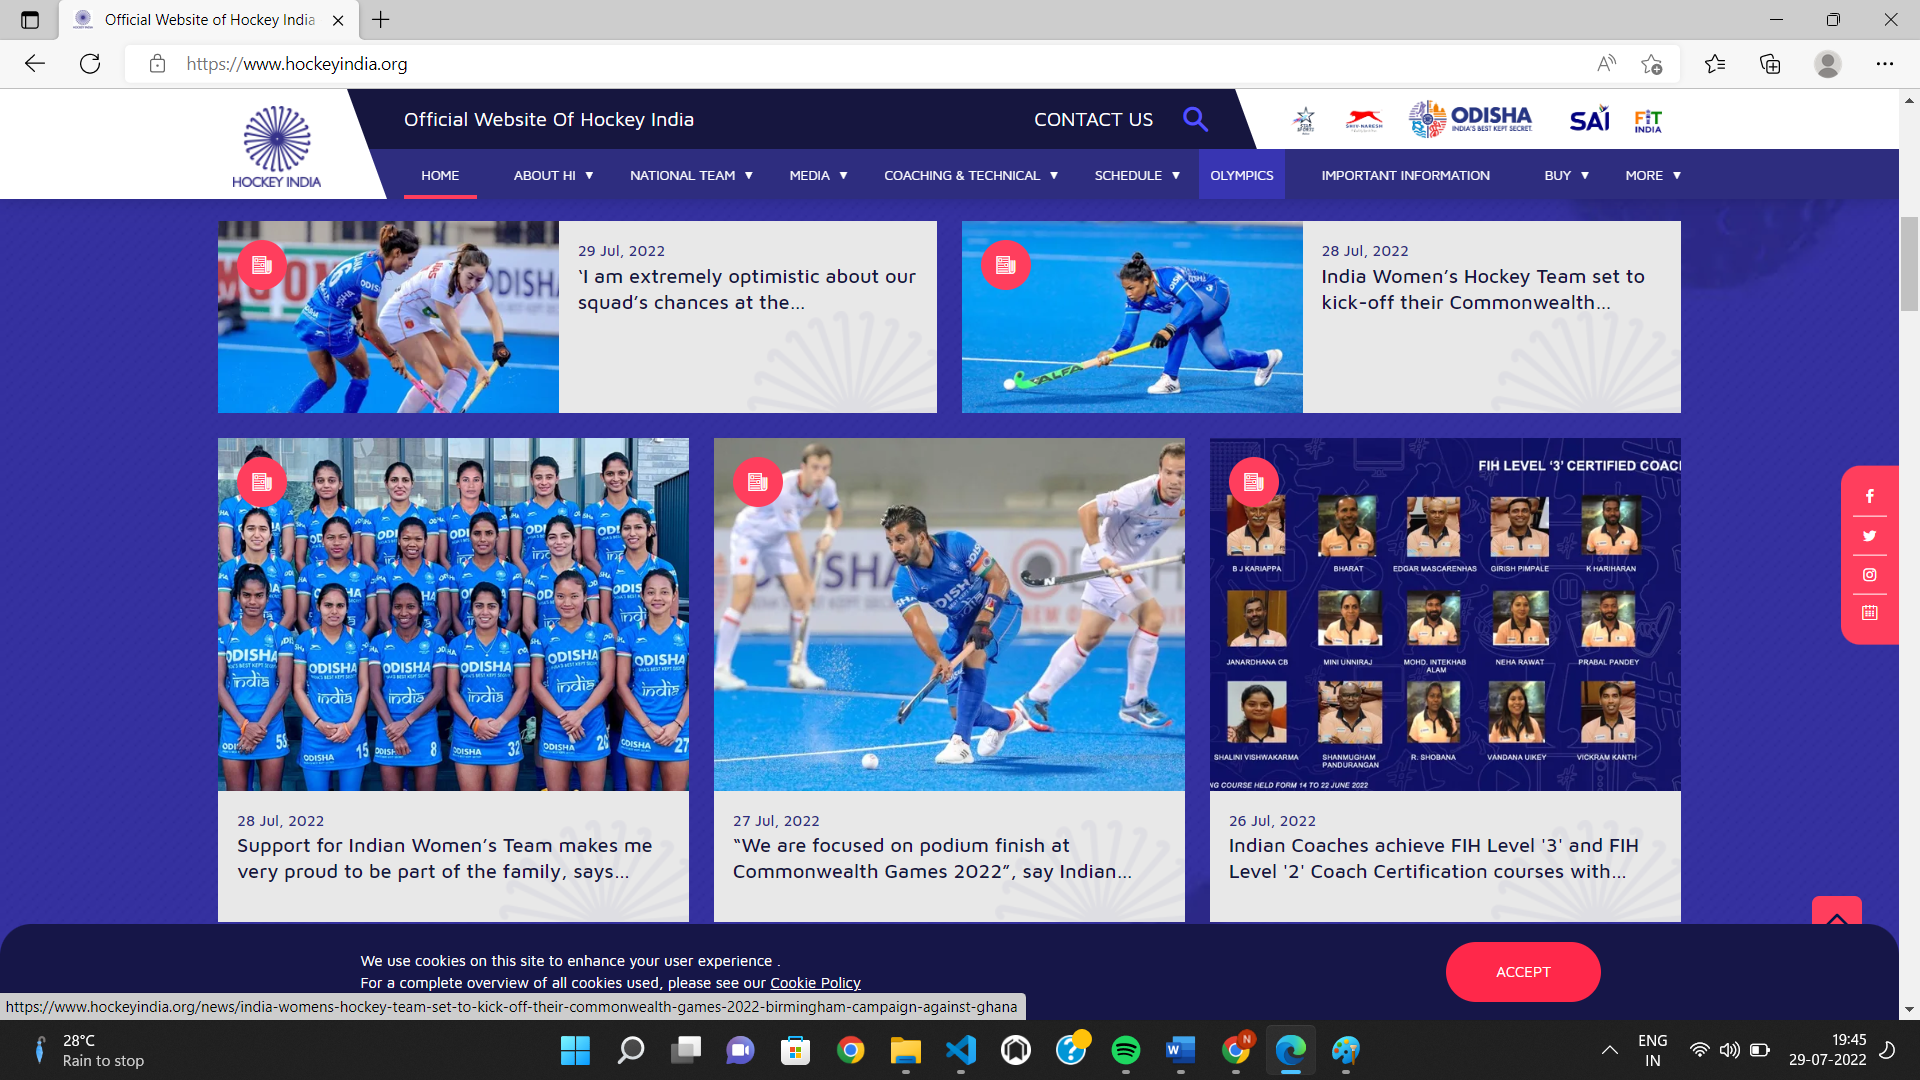 Official Website of Hockey India
https://www.hockeyindia.org
HOCKEY INDIA
Official Website Of Hockey India
CONTACT US
ODISHA
INDIA'S BEST KEPT SECRET.
SAI
FIT
INDIA
HOME
ABOUT HI ▼
NATIONAL TEAM ▼
MEDIA ▼
COACHING & TECHNICAL ▼
SCHEDULE ▼
OLYMPICS
IMPORTANT INFORMATION
BUY ▼
MORE ▼
29 Jul, 2022
‘I am extremely optimistic about our
squad’s chances at the...
28 Jul, 2022
India Women’s Hockey Team set to
kick-off their Commonwealth...
FIH LEVEL ‘3’ CERTIFIED COAC
B J KARIAPPA
BHARAT
EDGAR MASCARENHAS
GIRISH PIMPALE
K HARIHARAN
JANARDHANA CB
MINI UNNIRAJ
MOHD. INTEKHAB
ALAM
NEHA RAWAT
PRABAL PANDEY
SHALINI VISHWAKARMA
SHANMUGHAM
PANDURANGAN
R. SHOBANA
VANDANA UIKEY
VICKRAM KANTH
NG COURSE HELD FORM 14 TO 22 JUNE 2022
28 Jul, 2022
Support for Indian Women’s Team makes me
very proud to be part of the family, says...
27 Jul, 2022
“We are focused on podium finish at
Commonwealth Games 2022”, say Indian...
26 Jul, 2022
Indian Coaches achieve FIH Level '3' and FIH
Level '2' Coach Certification courses with...
We use cookies on this site to enhance your user experience .
For a complete overview of all cookies used, please see our Cookie Policy
ACCEPT
https://www.hockeyindia.org/news/india-womens-hockey-team-set-to-kick-off-their-commonwealth-games-2022-birmingham-campaign-against-ghana
28°C
Rain to stop
ENG
IN
19:45
29-07-2022